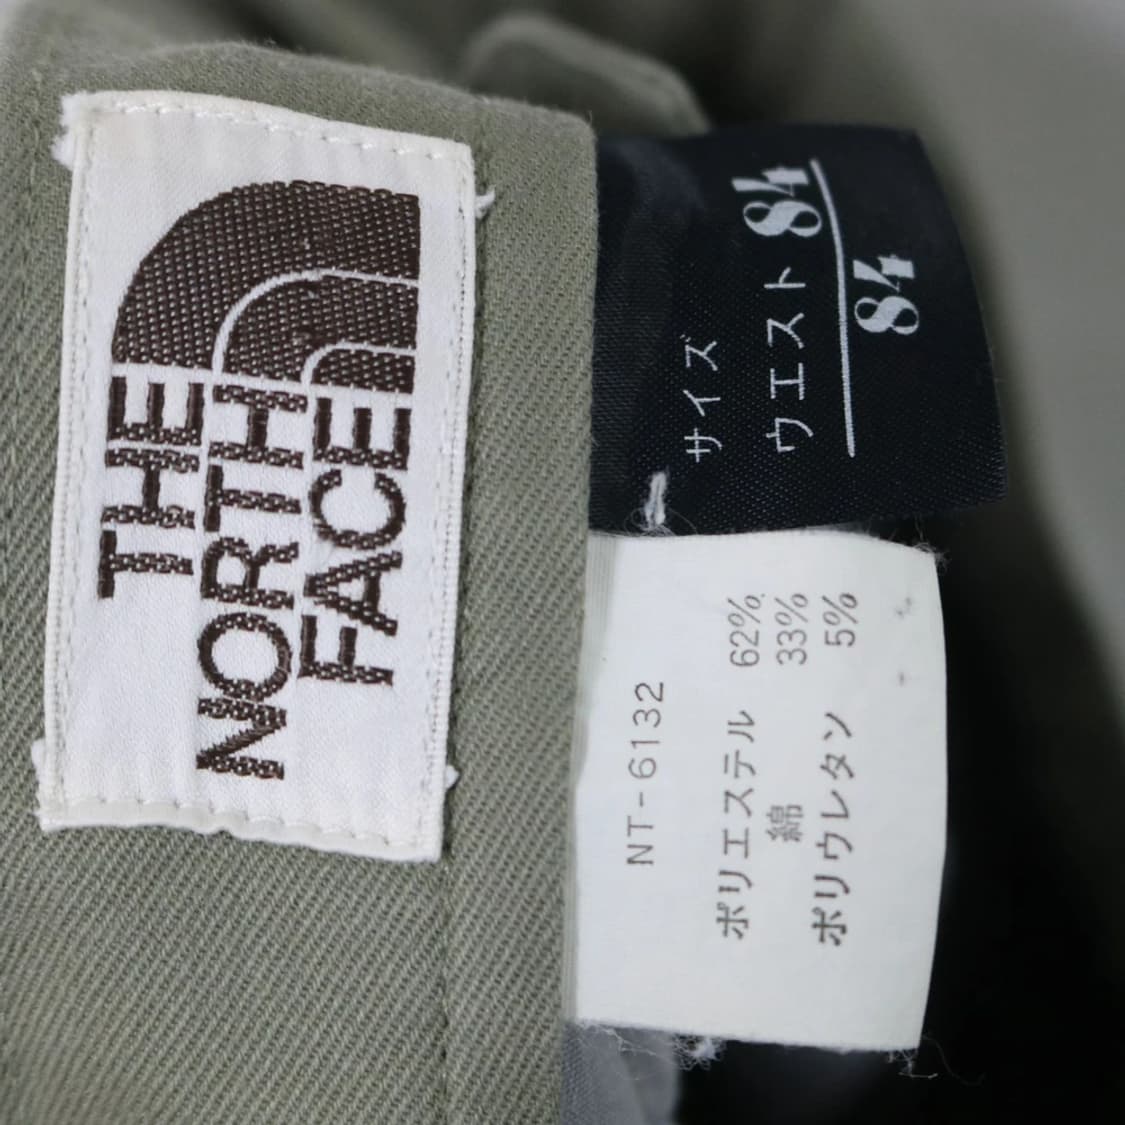 THE
NORTH
FACE
サイズ
ウエスト 84
84
NT-6132
ポリエステル 62%
綿 33%
ポリウレタン 5%